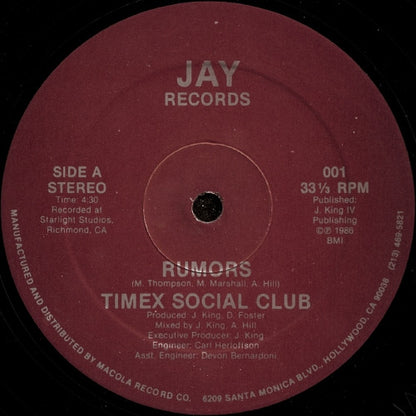 JAY
RECORDS
SIDE A
STEREO
Time: 4:30
Recorded at
Starlight Studios,
Richmond, CA
001
33⅓ RPM
Published:
J. King IV
Publishing
©℗ 1986
BMI
RUMORS
(M. Thompson, M. Marshall, A. Hill)
TIMEX SOCIAL CLUB
Produced: J. King, D. Foster
Mixed by J. King, A. Hill
Executive Producer: J. King
Engineer: Carl Herlofsson
Asst. Engineer: Devon Bernardoni
MANUFACTURED AND DISTRIBUTED BY MACOLA RECORD CO. 6209 SANTA MONICA BLVD., HOLLYWOOD, CA 90038 (213) 469-5821